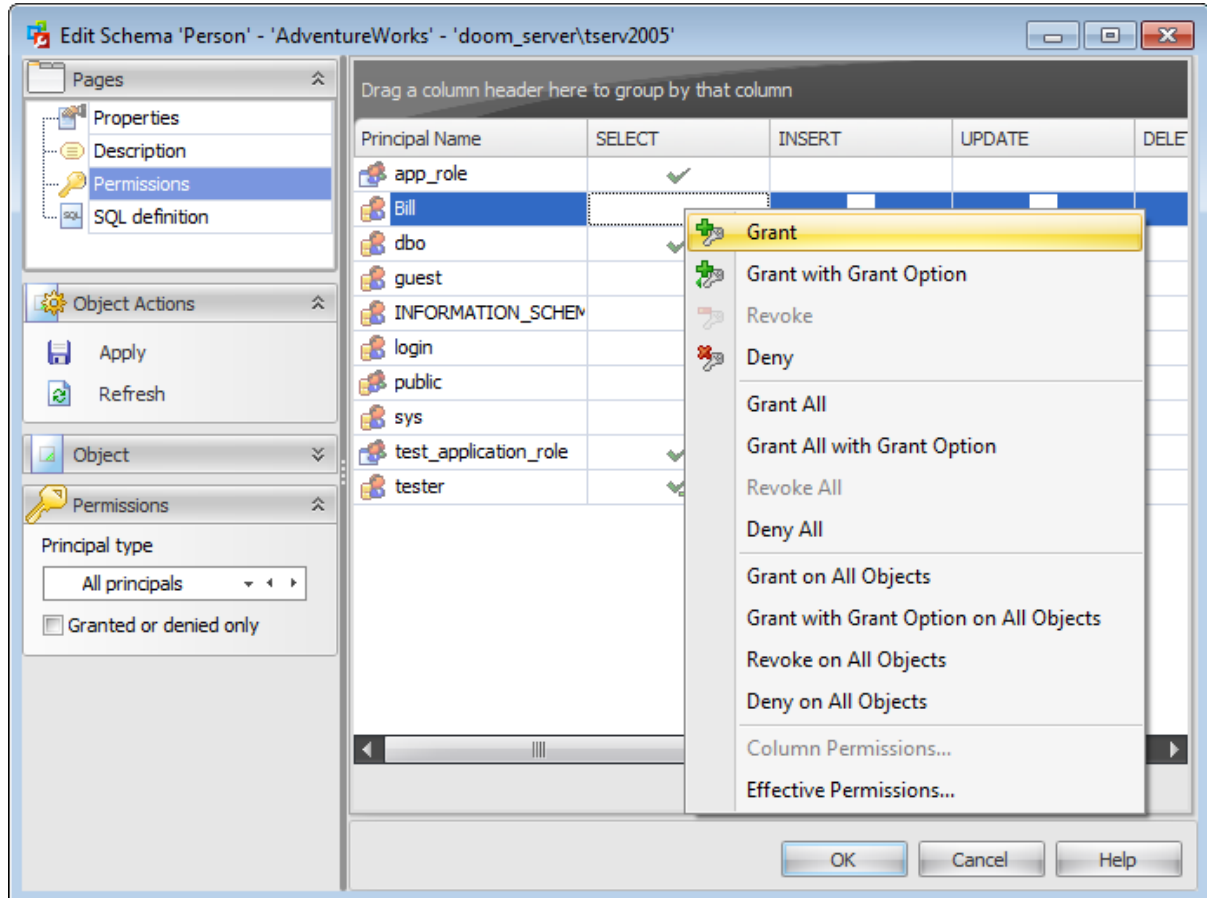 Edit Schema 'Person' - 'AdventureWorks' - 'doom_server\tserv2005'
Pages
Properties
Description
Permissions
SQL
SQL definition
Object Actions
Apply
Refresh
Object
Permissions
Principal type
All principals
Granted or denied only
Drag a column header here to group by that column
Principal Name SELECT INSERT UPDATE DELE
app_role
Bill
dbo
guest
INFORMATION_SCHEM
login
public
sys
test_application_role
tester
Grant
Grant with Grant Option
Revoke
Deny
Grant All
Grant All with Grant Option
Revoke All
Deny All
Grant on All Objects
Grant with Grant Option on All Objects
Revoke on All Objects
Deny on All Objects
Column Permissions...
Effective Permissions...
OK Cancel Help